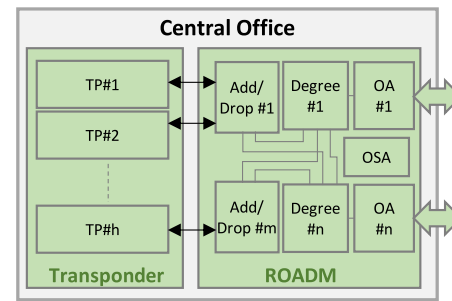 Central Office
TP#1
TP#2
TP#h
Transponder
Add/
Drop #1
Degree
#1
OA
#1
OSA
Add/
Drop #m
Degree
#n
OA
#n
ROADM